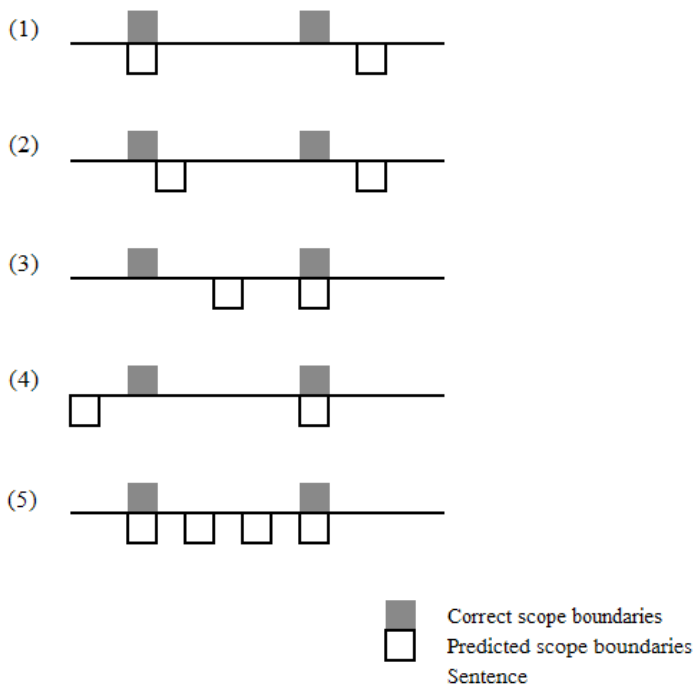 (1)
(2)
(3)
(4)
(5)
Correct scope boundaries
Predicted scope boundaries
Sentence